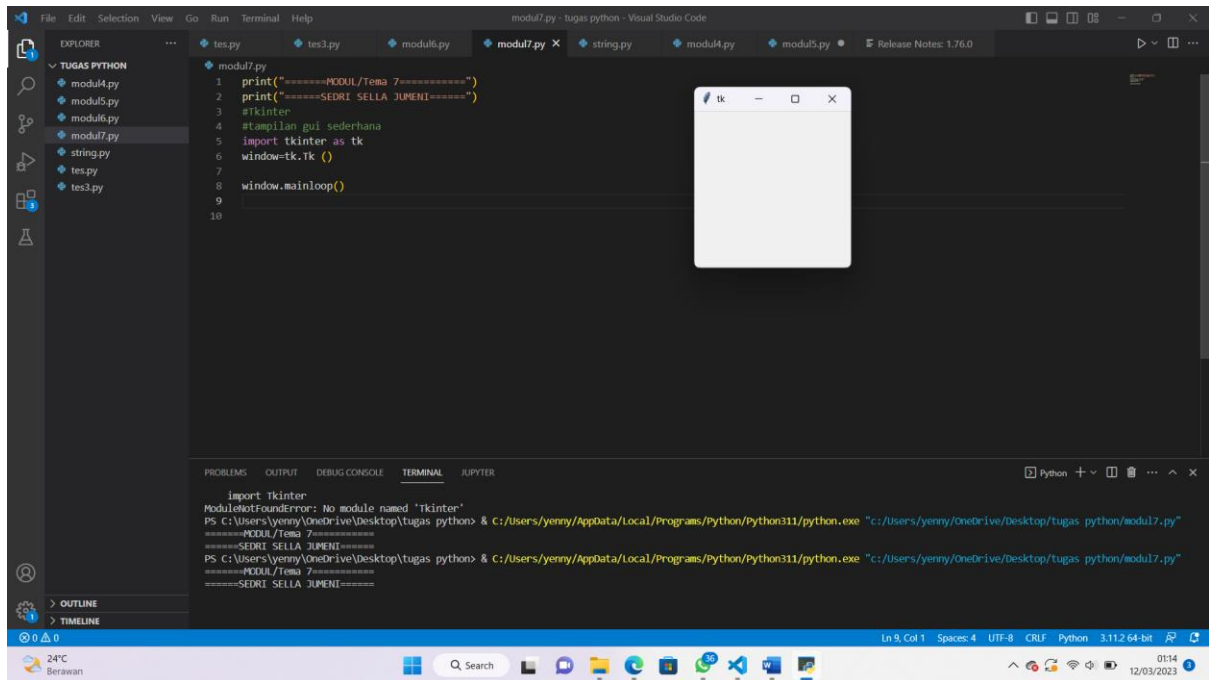 File Edit Selection View Go Run Terminal Help
modul7.py - tugas python - Visual Studio Code
EXPLORER
tes.py
tes3.py
modul6.py
modul7.py
string.py
modul4.py
modul5.py
Release Notes: 1.76.0
TUGAS PYTHON
modul4.py
modul5.py
modul6.py
modul7.py
string.py
tes.py
tes3.py
modul7.py
1 print("=======MODUL/Tema 7===========")
2 print("======SEDRI SELLA JUMENI======")
3 #Tkinter
4 #tampilan gui sederhana
5 import tkinter as tk
6 window=tk.Tk ()
7
8 window.mainloop()
9
10
tk
PROBLEMS OUTPUT DEBUG CONSOLE TERMINAL JUPYTER
Python
import Tkinter
ModuleNotFoundError: No module named 'Tkinter'
PS C:\Users\yenny\OneDrive\Desktop\tugas python> & C:/Users/yenny/AppData/Local/Programs/Python/Python311/python.exe "c:/Users/yenny/OneDrive/Desktop/tugas python/modul7.py"
=======MODUL/Tema 7===========
======SEDRI SELLA JUMENI======
PS C:\Users\yenny\OneDrive\Desktop\tugas python> & C:/Users/yenny/AppData/Local/Programs/Python/Python311/python.exe "c:/Users/yenny/OneDrive/Desktop/tugas python/modul7.py"
=======MODUL/Tema 7===========
======SEDRI SELLA JUMENI======
OUTLINE
TIMELINE
0 0
Ln 9, Col 1 Spaces: 4 UTF-8 CRLF Python 3.11.2 64-bit
24°C
Berawan
Search
36
01:14
12/03/2023
3